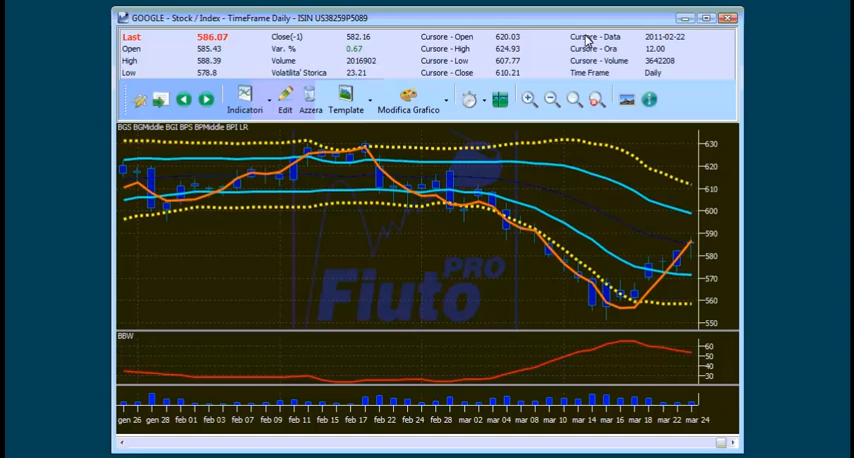 GOOGLE - Stock / Index - TimeFrame Daily - ISIN US38259P5089
Last 586.07 Close(-1) 582.16 Cursore - Open 620.03 Cursore - Data 2011-02-22
Open 585.43 Var. % 0.67 Cursore - High 624.93 Cursore - Ora 12.00
High 588.39 Volume 2016902 Cursore - Low 607.77 Cursore - Volume 3642208
Low 578.8 Volatilita' Storica 23.21 Cursore - Close 610.21 Time Frame Daily
Indicatori Edit Azzera Template Modifica Grafico
BGS BGMiddle BGI BPS BPMiddle BPI LR
630
620
610
600
590
580
570
560
550
Fiuto PRO
BBW
60
50
40
30
gen 26 gen 28 feb 01 feb 03 feb 07 feb 09 feb 11 feb 15 feb 17 feb 22 feb 24 feb 28 mar 02 mar 04 mar 08 mar 10 mar 14 mar 16 mar 18 mar 22 mar 24